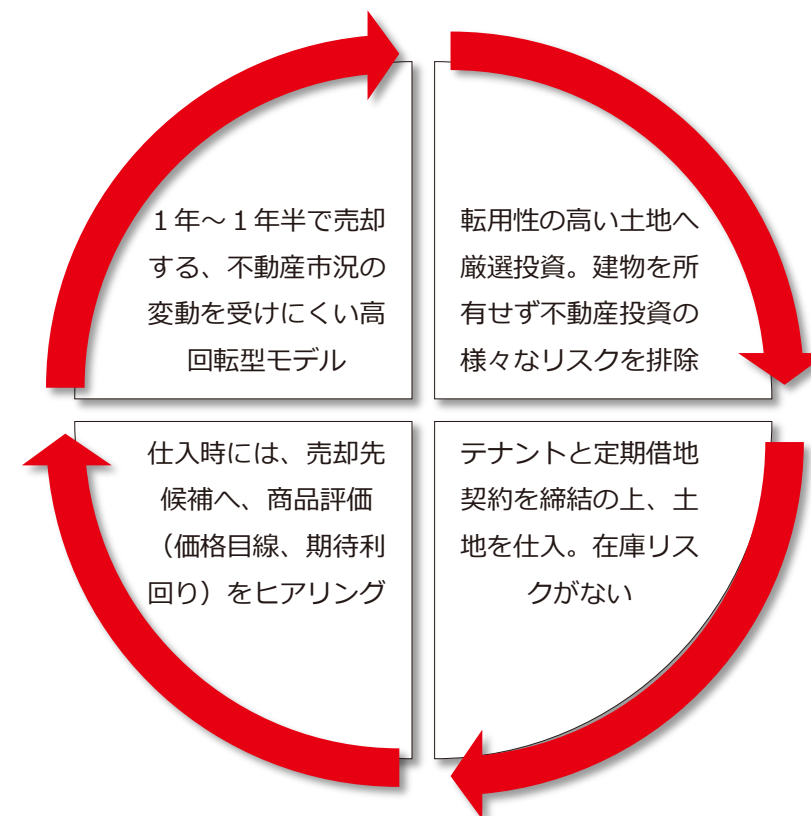 １年～１年半で売却
する、不動産市況の
変動を受けにくい高
回転型モデル
転用性の高い土地へ
厳選投資。建物を所
有せず不動産投資の
様々なリスクを排除
仕入時には、売却先
候補へ、商品評価
（価格目線、期待利
回り）をヒアリング
テナントと定期借地
契約を締結の上、土
地を仕入。在庫リス
クがない